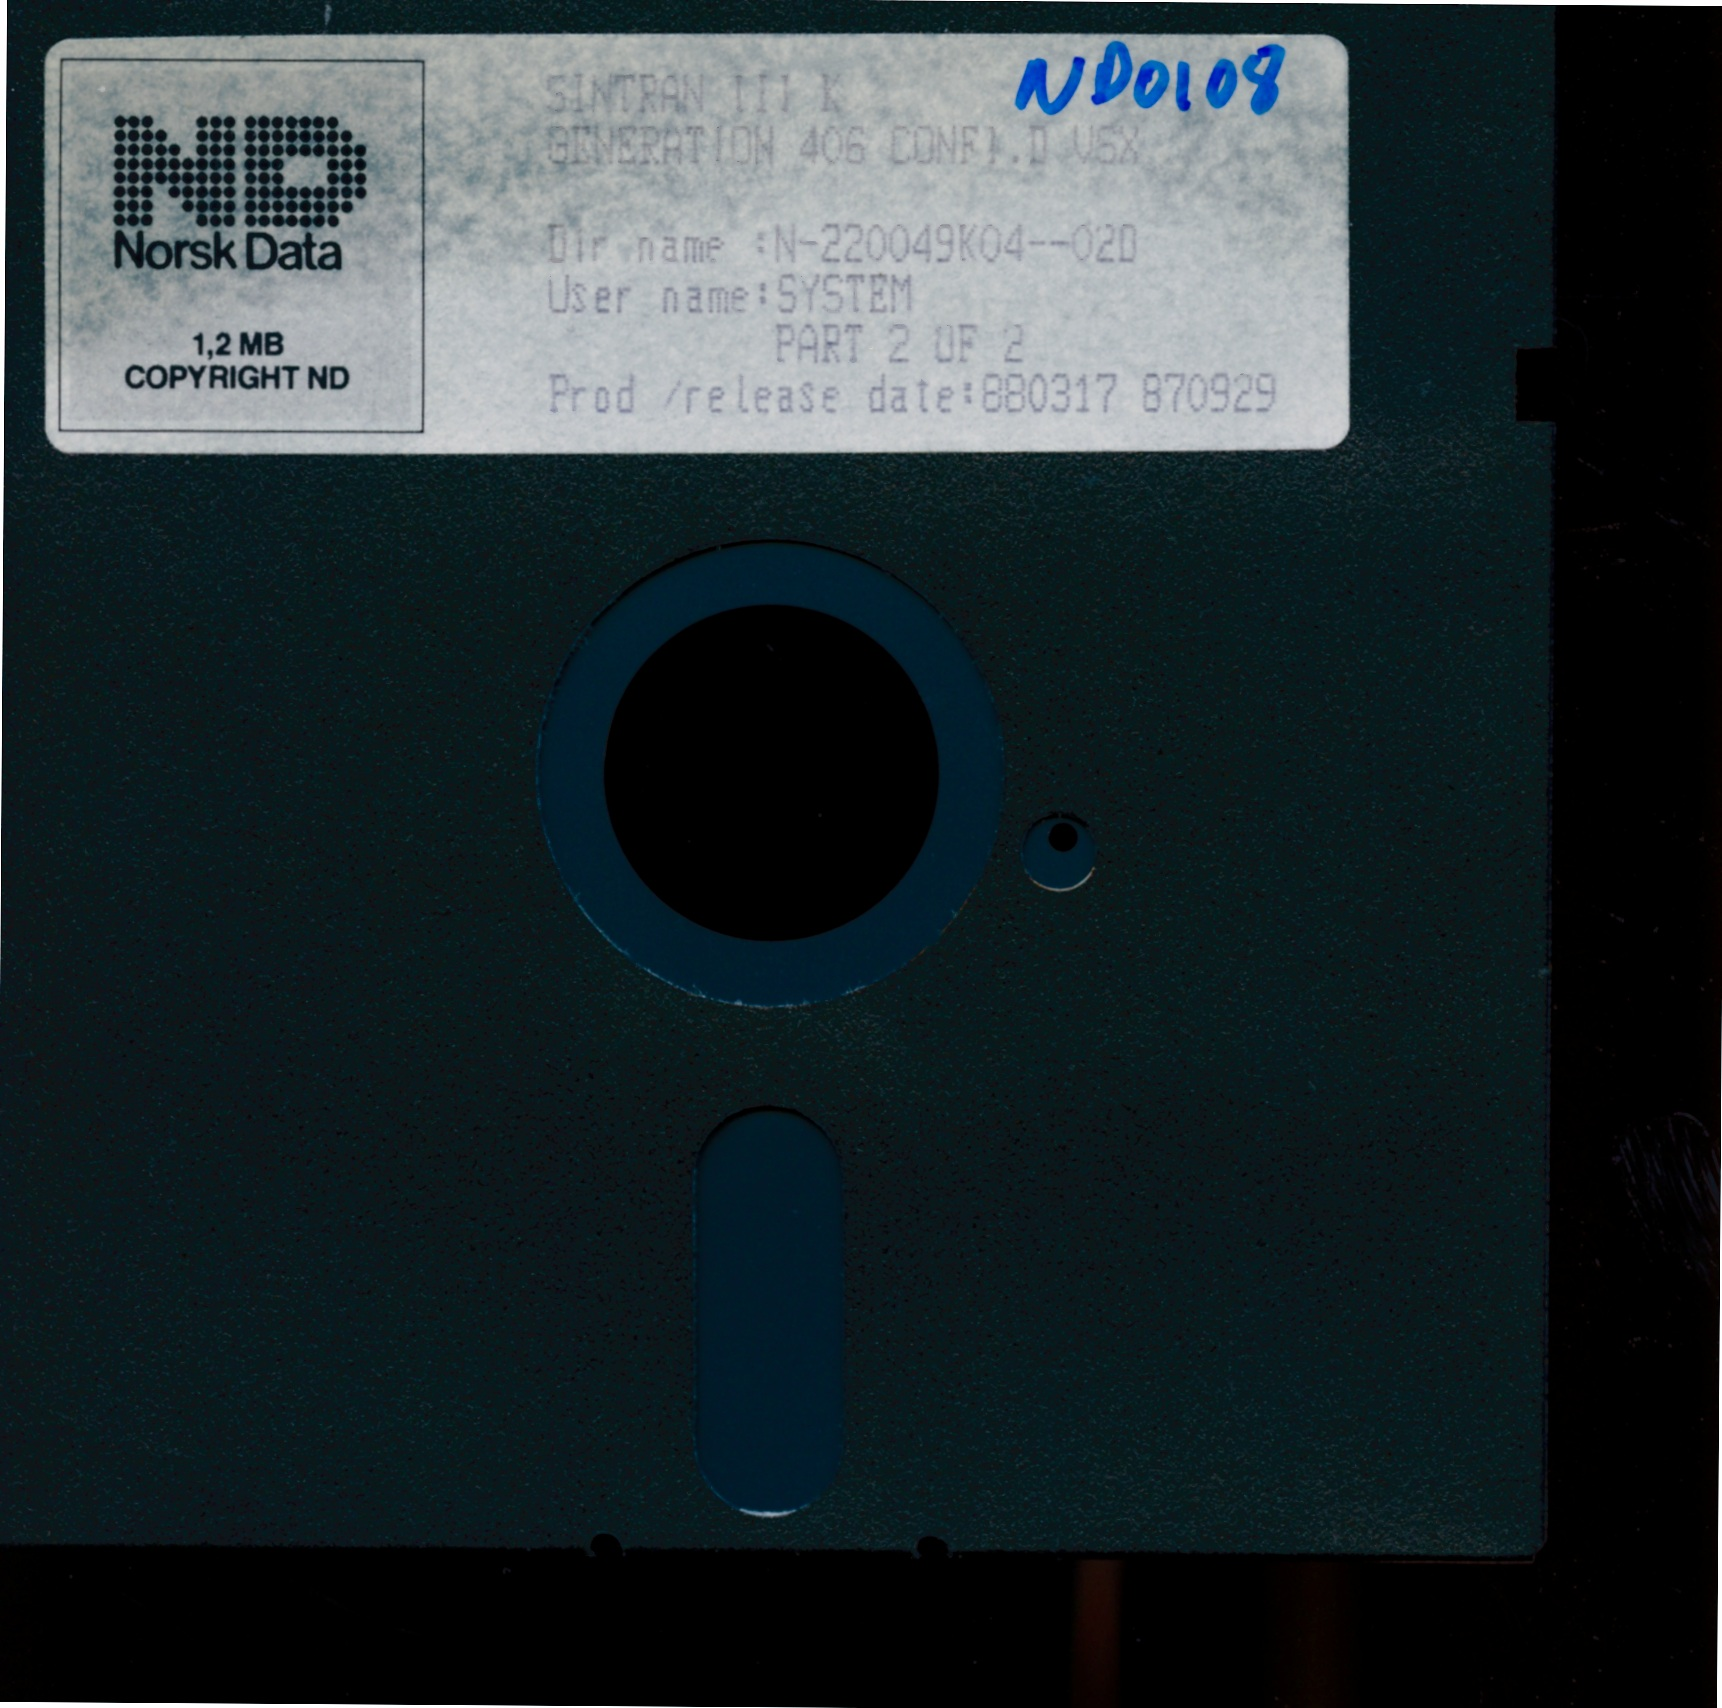 ND
Norsk Data
1,2 MB
COPYRIGHT ND
ND0108
SINTRAN III K
GENERATION 406 CONFI.D V6X
Dir name :N-220049K04--02D
User name:SYSTEM
PART 2 OF 2
Prod /release date:880317 870929